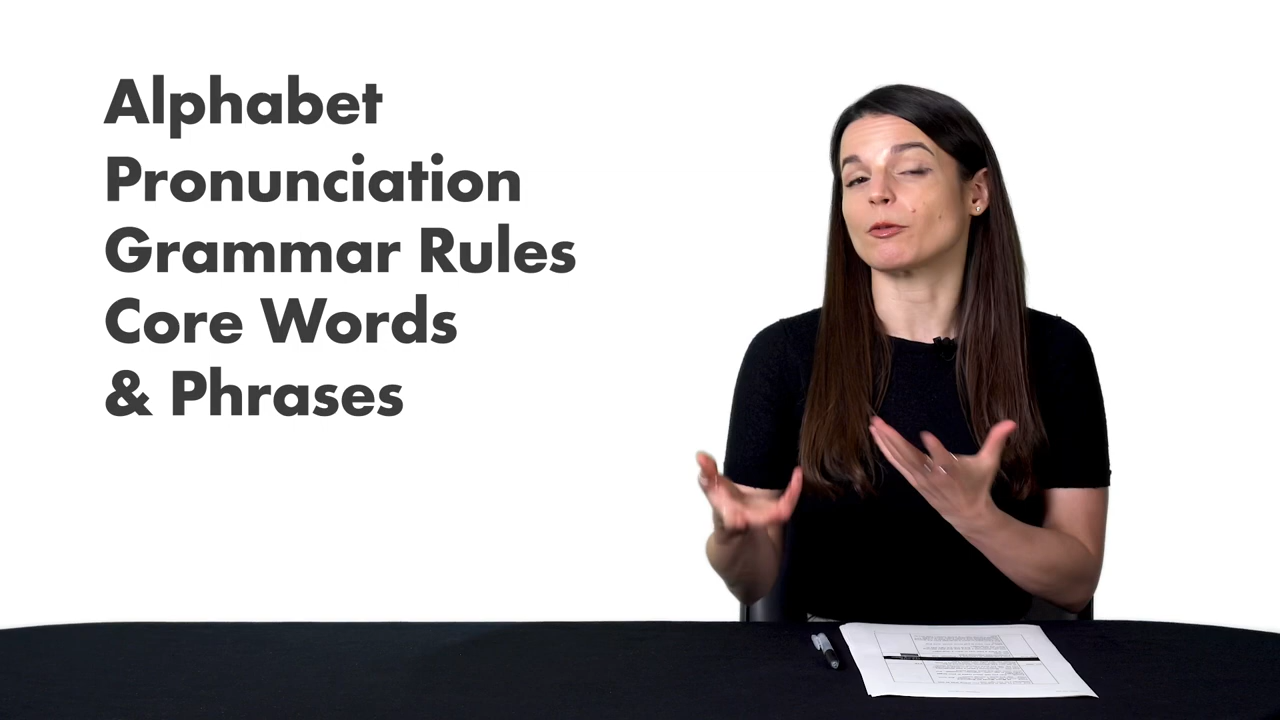 Alphabet
Pronunciation
Grammar Rules
Core Words
& Phrases